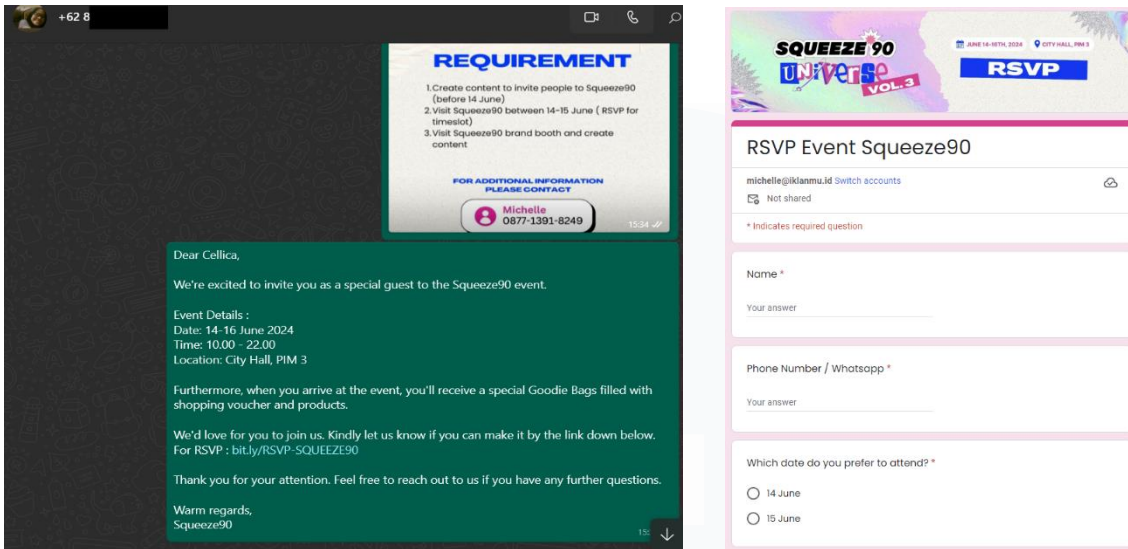 +62 8
REQUIREMENT
1.Create content to invite people to Squeeze90
(before 14 June)
2.Visit Squeeze90 between 14-15 June ( RSVP for
timeslot)
3.Visit Squeeze90 brand booth and create
content
FOR ADDITIONAL INFORMATION
PLEASE CONTACT
Michelle
0877-1391-8249
15:34
Dear Cellica,
We're excited to invite you as a special guest to the Squeeze90 event.
Event Details :
Date: 14-16 June 2024
Time: 10.00 - 22.00
Location: City Hall, PIM 3
Furthermore, when you arrive at the event, you'll receive a special Goodie Bags filled with
shopping voucher and products.
We'd love for you to join us. Kindly let us know if you can make it by the link down below.
For RSVP : bit.ly/RSVP-SQUEEZE90
Thank you for your attention. Feel free to reach out to us if you have any further questions.
Warm regards,
Squeeze90
SQUEEZE 90
UNIVERSE
VOL.3
JUNE 14-16TH, 2024 CITY HALL, PIM 3
RSVP
RSVP Event Squeeze90
michelle@iklanmu.id Switch accounts
Not shared
* Indicates required question
Name *
Your answer
Phone Number / Whatsapp *
Your answer
Which date do you prefer to attend? *
14 June
15 June